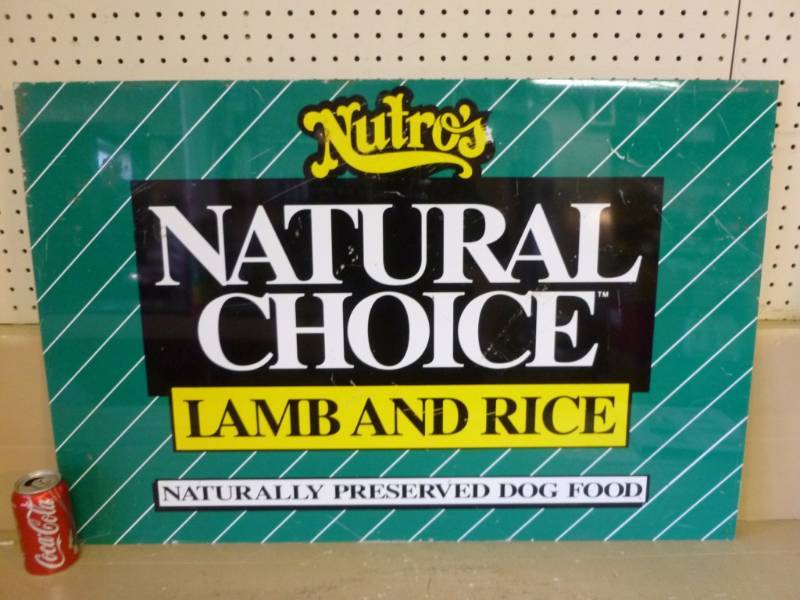 Nutro's
NATURAL
CHOICE™
LAMB AND RICE
NATURALLY PRESERVED DOG FOOD
Coca-Cola